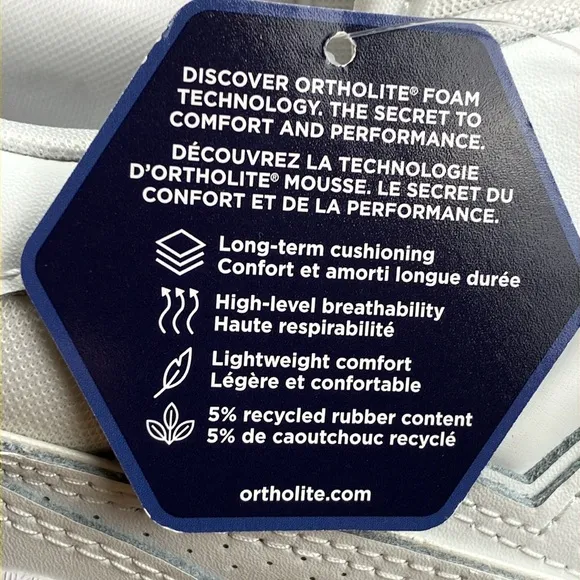 DISCOVER ORTHOLITE® FOAM
TECHNOLOGY. THE SECRET TO
COMFORT AND PERFORMANCE.
DÉCOUVREZ LA TECHNOLOGIE
D'ORTHOLITE® MOUSSE. LE SECRET DU
CONFORT ET DE LA PERFORMANCE.
Long-term cushioning
Confort et amorti longue durée
High-level breathability
Haute respirabilité
Lightweight comfort
Légère et confortable
5% recycled rubber content
5% de caoutchouc recyclé
ortholite.com